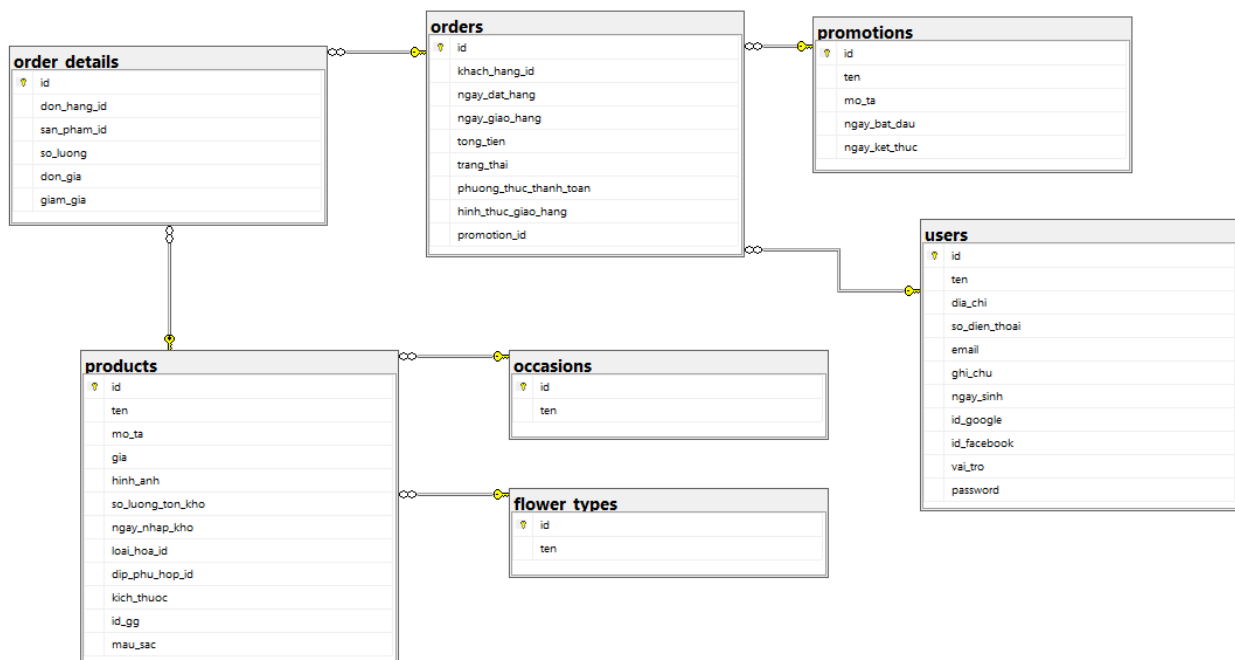 order_details
id
don_hang_id
san_pham_id
so_luong
don_gia
giam_gia
orders
id
khach_hang_id
ngay_dat_hang
ngay_giao_hang
tong_tien
trang_thai
phuong_thuc_thanh_toan
hinh_thuc_giao_hang
promotion_id
promotions
id
ten
mo_ta
ngay_bat_dau
ngay_ket_thuc
users
id
ten
dia_chi
so_dien_thoai
email
ghi_chu
ngay_sinh
id_google
id_facebook
vai_tro
password
products
id
ten
mo_ta
gia
hinh_anh
so_luong_ton_kho
ngay_nhap_kho
loai_hoa_id
dip_phu_hop_id
kich_thuoc
id_gg
mau_sac
occasions
id
ten
flower_types
id
ten